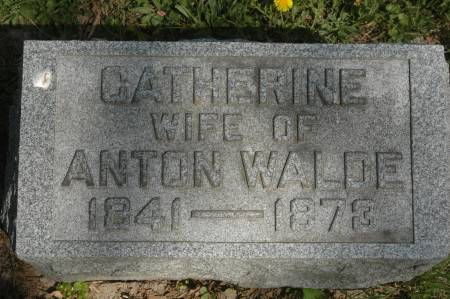 CATHERINE
WIFE OF
ANTON WALDE
1841 — 1873